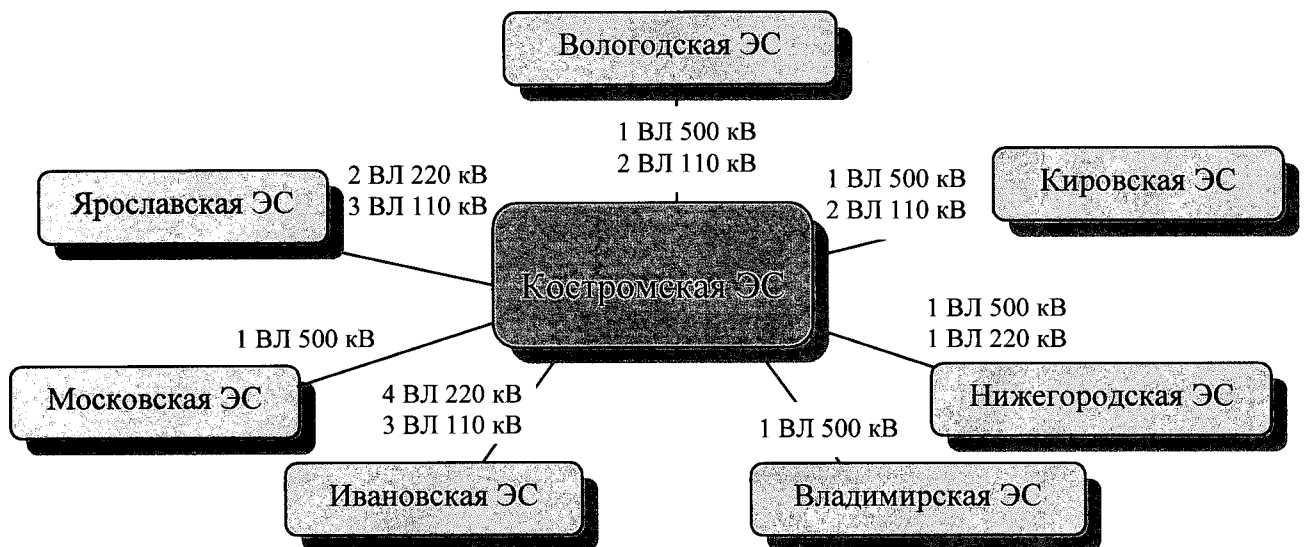 Вологодская ЭС
1 ВЛ 500 кВ
2 ВЛ 110 кВ
Ярославская ЭС
2 ВЛ 220 кВ
3 ВЛ 110 кВ
Кировская ЭС
1 ВЛ 500 кВ
2 ВЛ 110 кВ
Костромская ЭС
1 ВЛ 500 кВ
Московская ЭС
1 ВЛ 500 кВ
1 ВЛ 220 кВ
Нижегородская ЭС
4 ВЛ 220 кВ
3 ВЛ 110 кВ
Ивановская ЭС
1 ВЛ 500 кВ
Владимирская ЭС